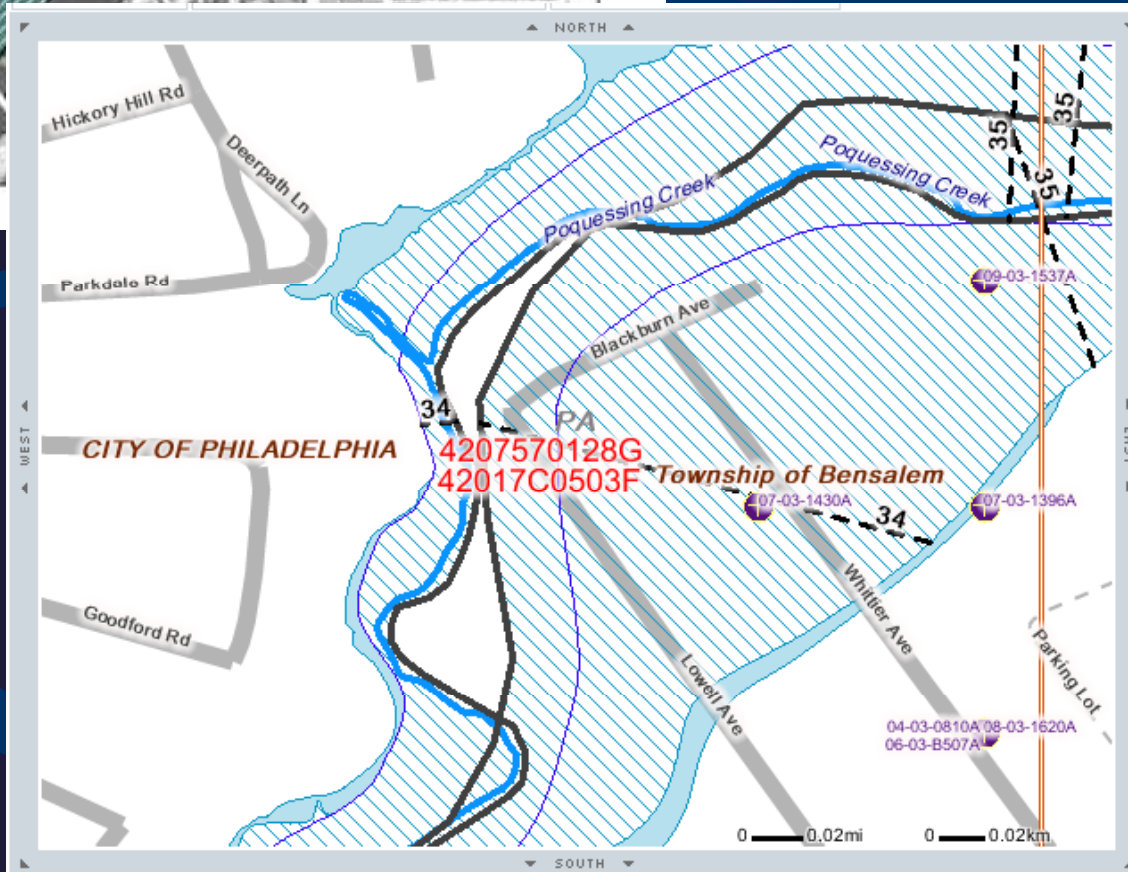 NORTH
Hickory Hill Rd
Deerpath Ln
35
35
35
Poquessing Creek
Poquessing Creek
Parkdale Rd
09-03-1537A
Blackburn Ave
34
PA
WEST
CITY OF PHILADELPHIA
4207570128G
42017C0503F
Township of Bensalem
07-03-1430A
07-03-1396A
34
Whittier Ave
Goodford Rd
Parking Lot
Lowell Ave
04-03-0810A 08-03-1620A
06-03-B507A
0 0.02mi
0 0.02km
SOUTH